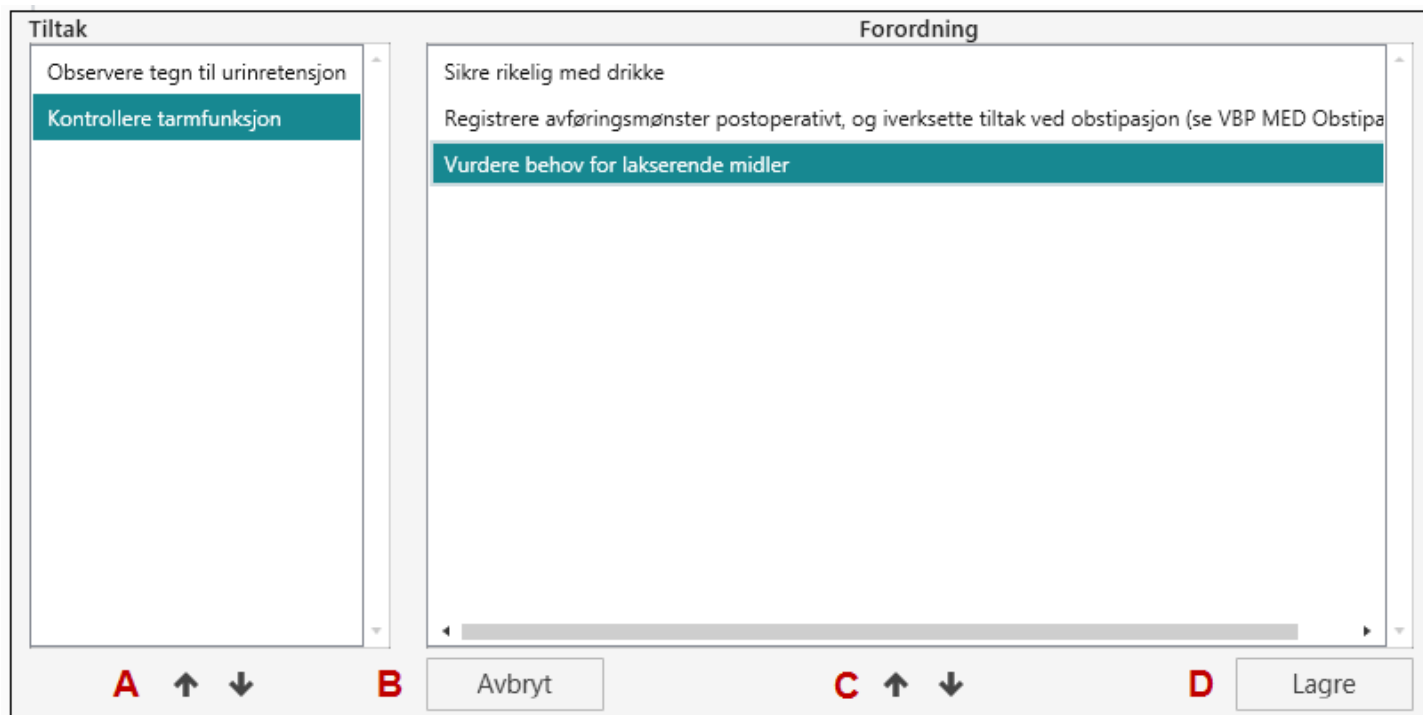 Tiltak
Forordning
Observere tegn til urinretensjon
Kontrollere tarmfunksjon
Sikre rikelig med drikke
Registrere avføringsmønster postoperativt, og iverksette tiltak ved obstipasjon (se VBP MED Obstipa
Vurdere behov for lakserende midler
A
B Avbryt
C
D Lagre